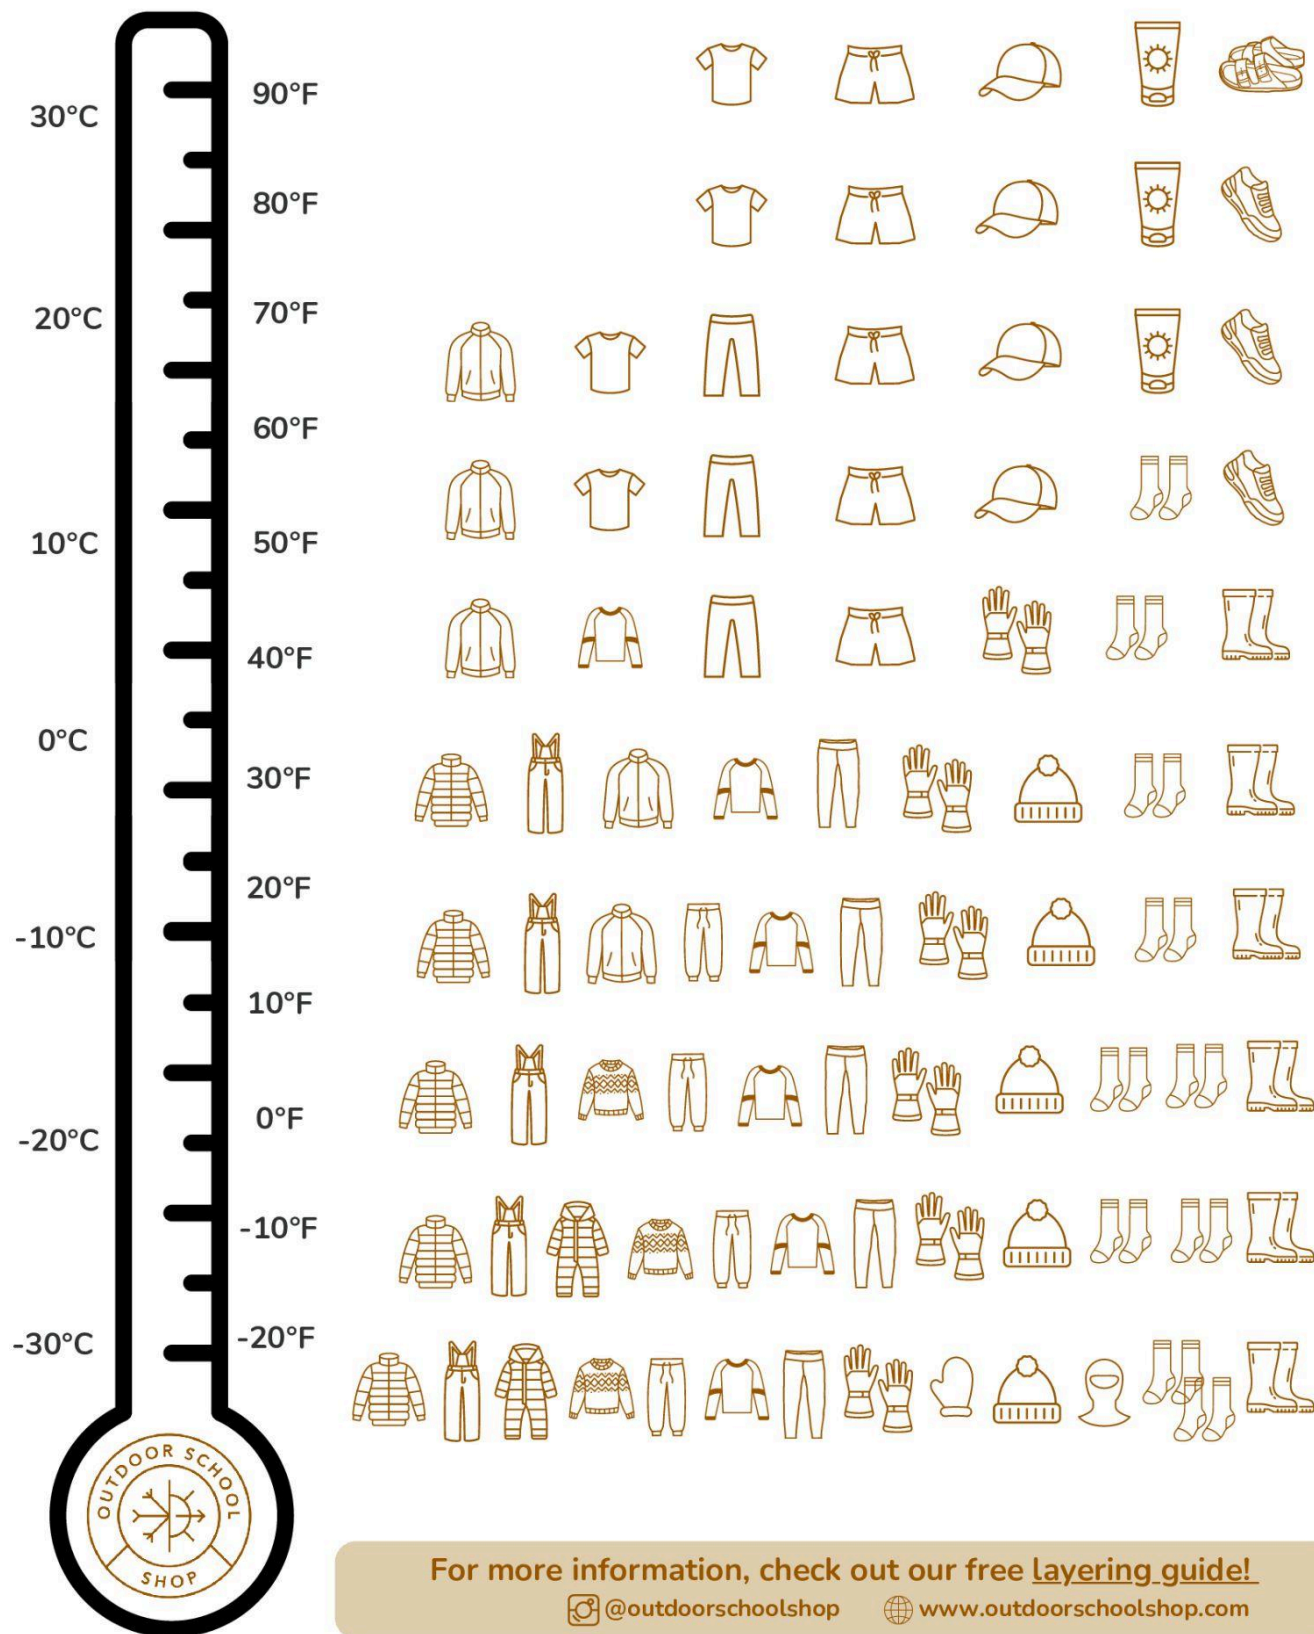 90°F
30°C
80°F
70°F
20°C
60°F
50°F
10°C
40°F
0°C
30°F
20°F
-10°C
10°F
0°F
-20°C
-10°F
-20°F
-30°C
OUTDOOR SCHOOL
SHOP
For more information, check out our free layering guide!
@outdoorschoolshop www.outdoorschoolshop.com